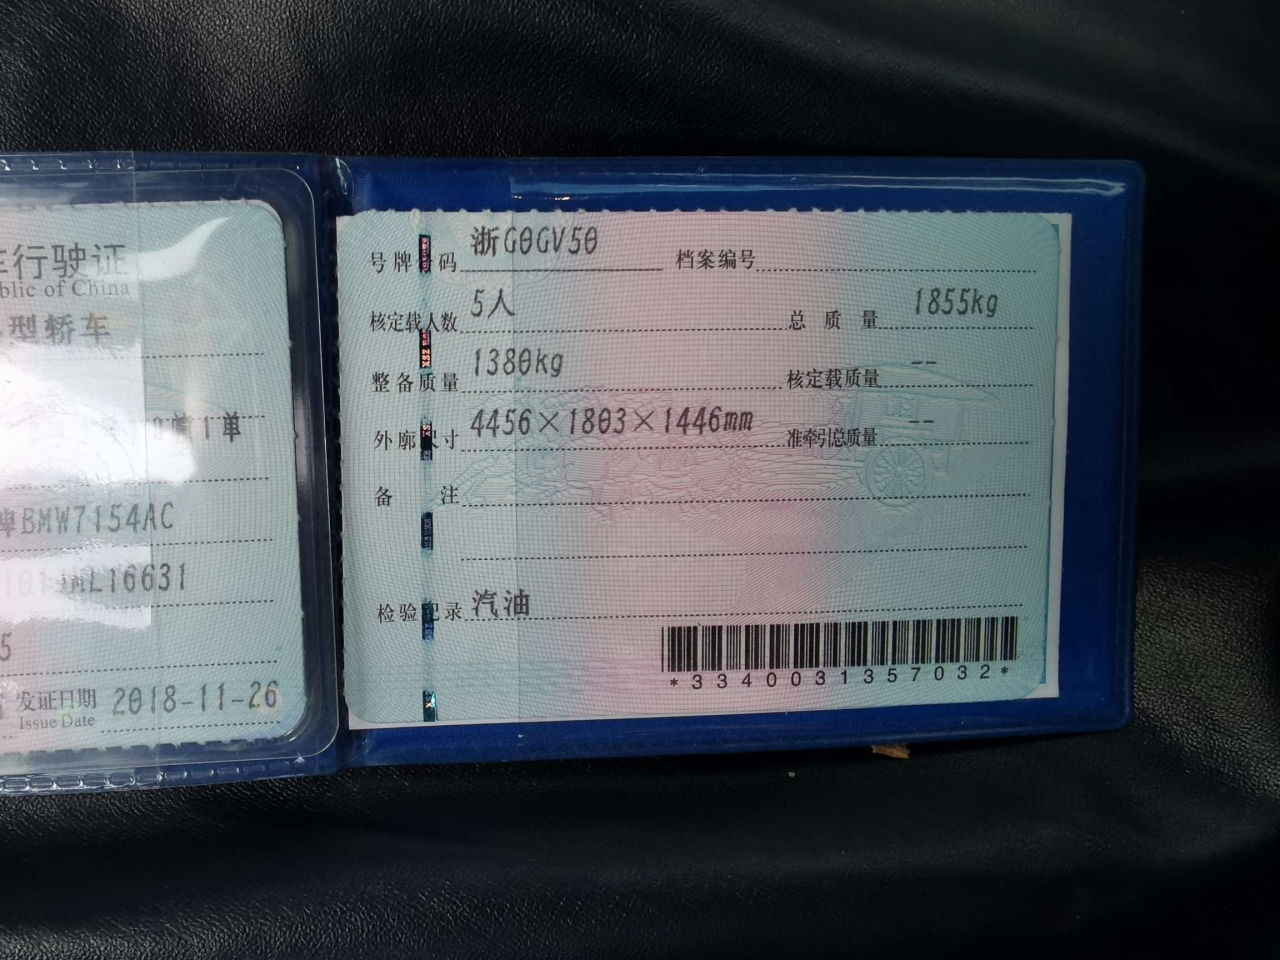 行驶证
blic of China
型轿车
1单
牌BMW7154AC
L16631
5
发证日期 2018-11-26
Issue Date
号牌号码 浙G0GV50 档案编号
核定载人数 5人 总质量 1855kg
整备质量 1380kg 核定载质量 --
外廓尺寸 4456×1803×1446mm 准牵引总质量 --
备注
检验记录 汽油
*3340031357032*